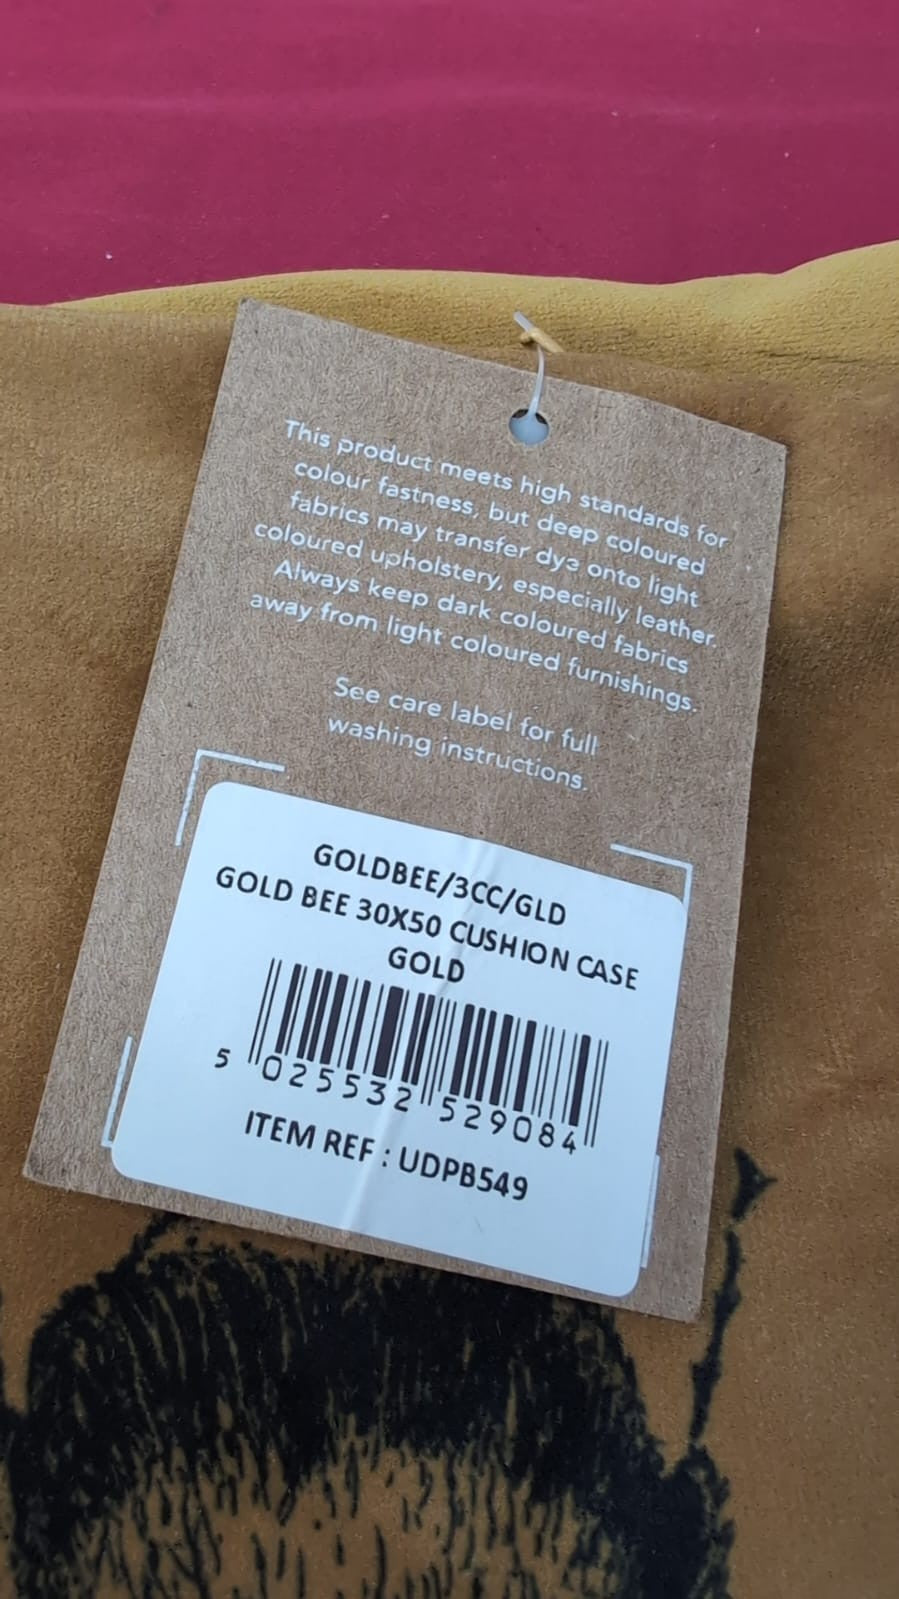 This product meets high standards for
colour fastness, but deep coloured
fabrics may transfer dye onto light
coloured upholstery, especially leather.
Always keep dark coloured fabrics
away from light coloured furnishings.
See care label for full
washing instructions.
GOLDBEE/3CC/GLD
GOLD BEE 30X50 CUSHION CASE
GOLD
5 025532 529084
ITEM REF : UDPB549